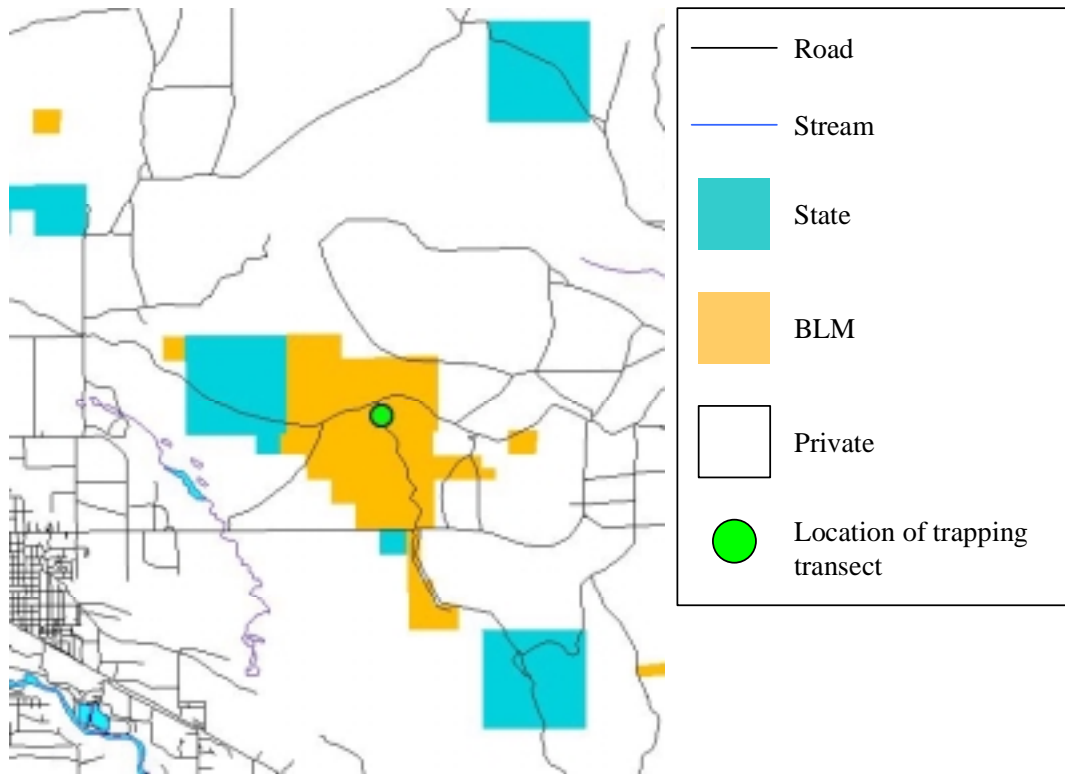 Road
Stream
State
BLM
Private
Location of trapping
transect